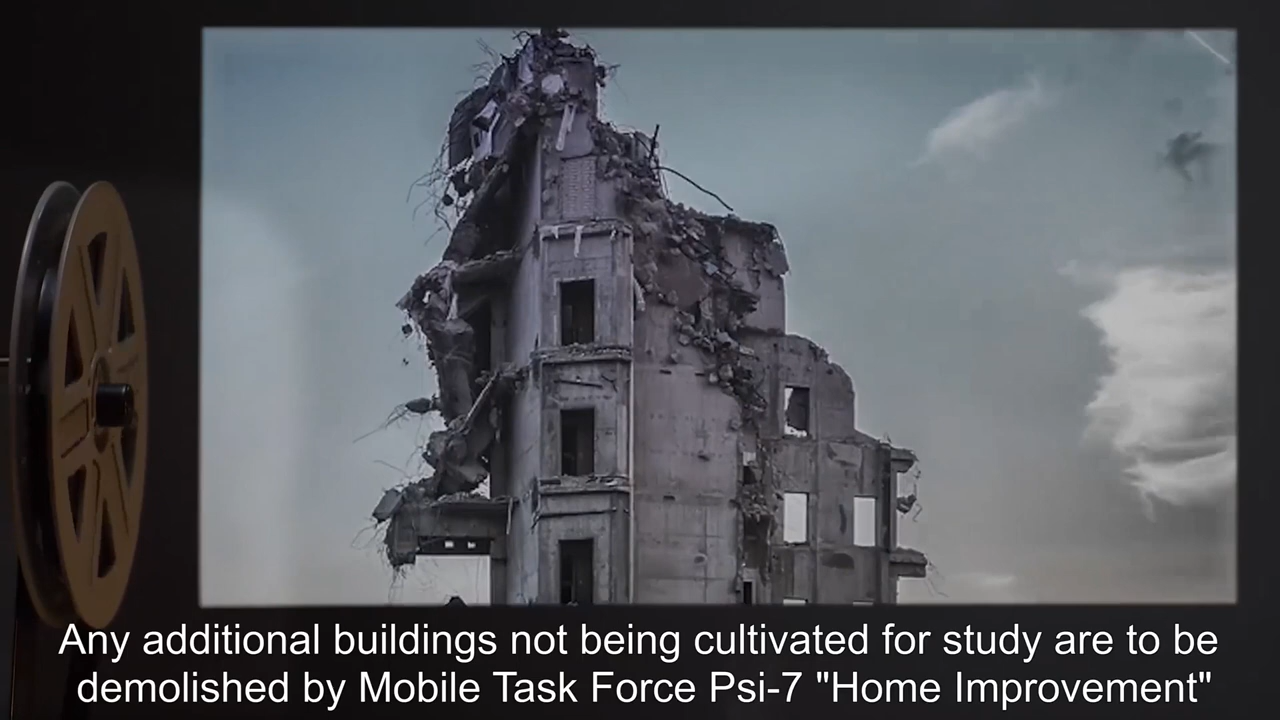 Any additional buildings not being cultivated for study are to be
demolished by Mobile Task Force Psi-7 "Home Improvement"